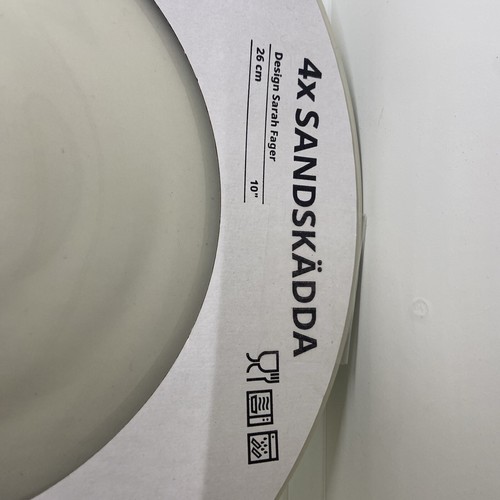 4x SANDSKÄDDA
Design Sarah Fager
26 cm 10"